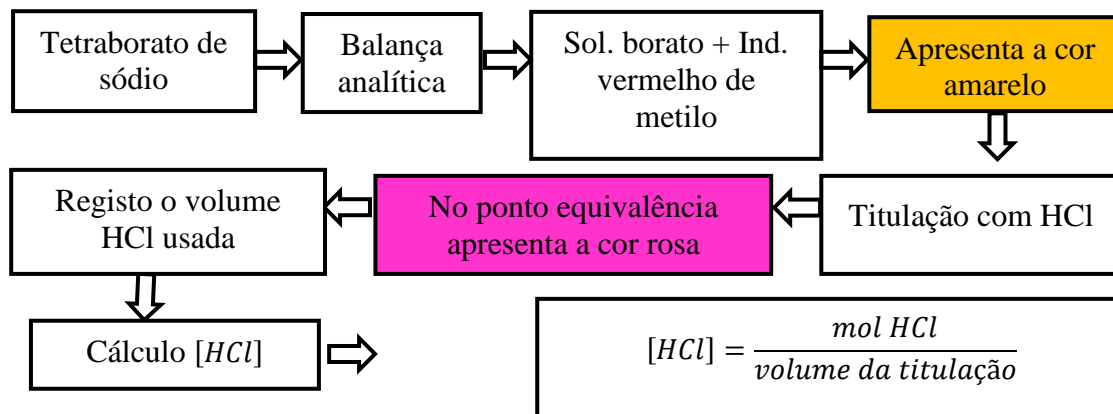 Tetraborato de
sódio
Balança
analítica
Sol. borato + Ind.
vermelho de
metilo
Apresenta a cor
amarelo
Titulação com HCl
No ponto equivalência
apresenta a cor rosa
Registo o volume
HCl usada
Cálculo [HCl]
[HCl] = mol HCl / volume da titulação